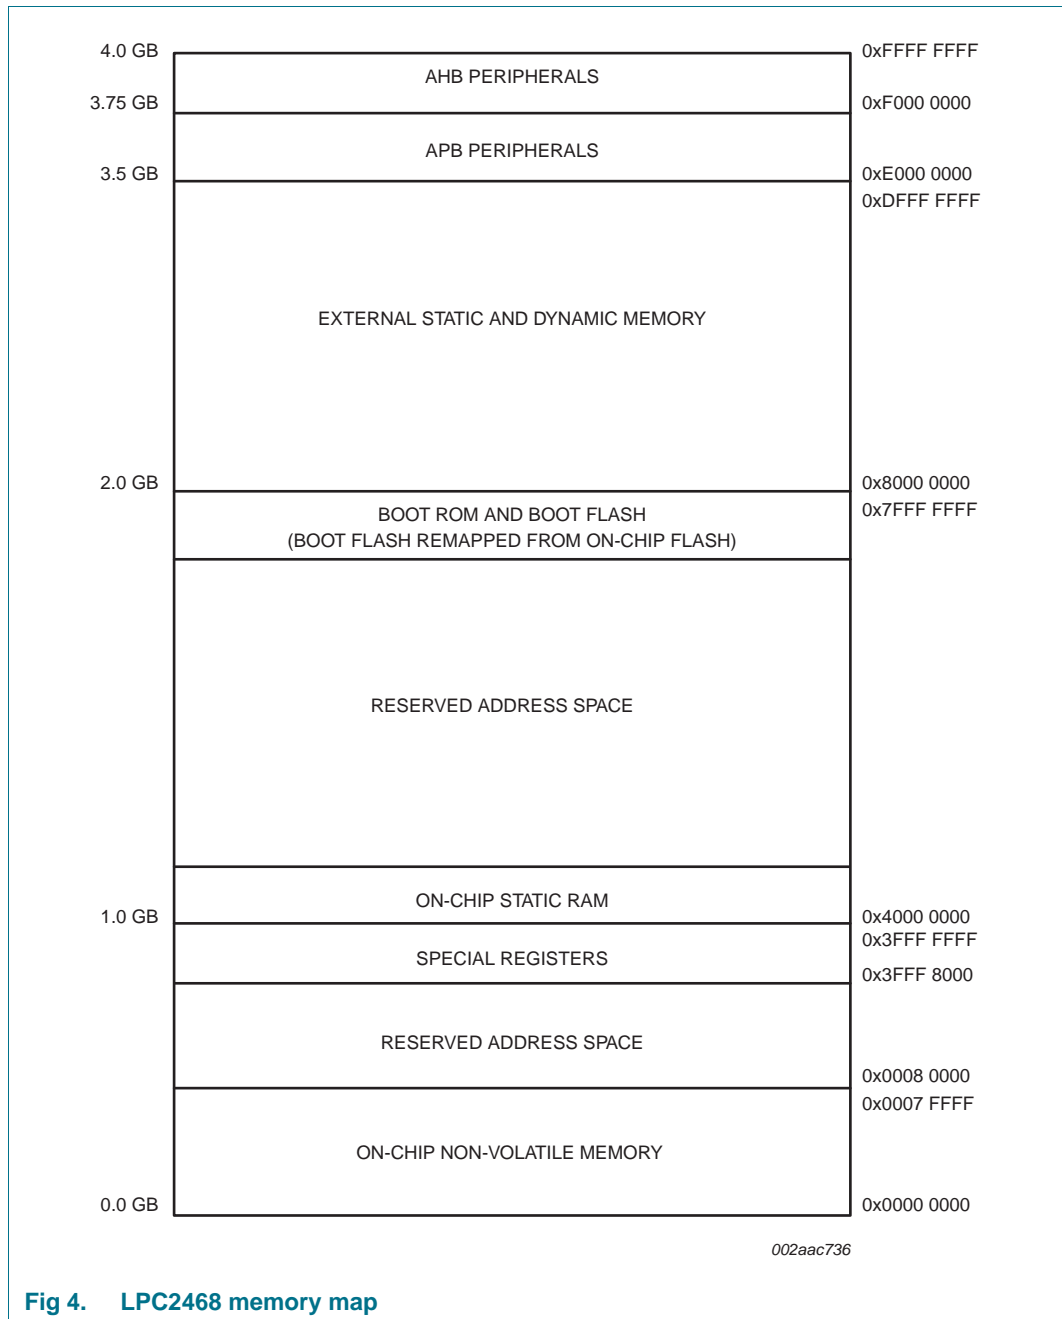 4.0 GB
0xFFFF FFFF
AHB PERIPHERALS
3.75 GB
0xF000 0000
APB PERIPHERALS
3.5 GB
0xE000 0000
0xDFFF FFFF
EXTERNAL STATIC AND DYNAMIC MEMORY
2.0 GB
0x8000 0000
0x7FFF FFFF
BOOT ROM AND BOOT FLASH
(BOOT FLASH REMAPPED FROM ON-CHIP FLASH)
RESERVED ADDRESS SPACE
ON-CHIP STATIC RAM
1.0 GB
0x4000 0000
0x3FFF FFFF
SPECIAL REGISTERS
0x3FFF 8000
RESERVED ADDRESS SPACE
0x0008 0000
0x0007 FFFF
ON-CHIP NON-VOLATILE MEMORY
0.0 GB
0x0000 0000
002aac736
Fig 4. LPC2468 memory map